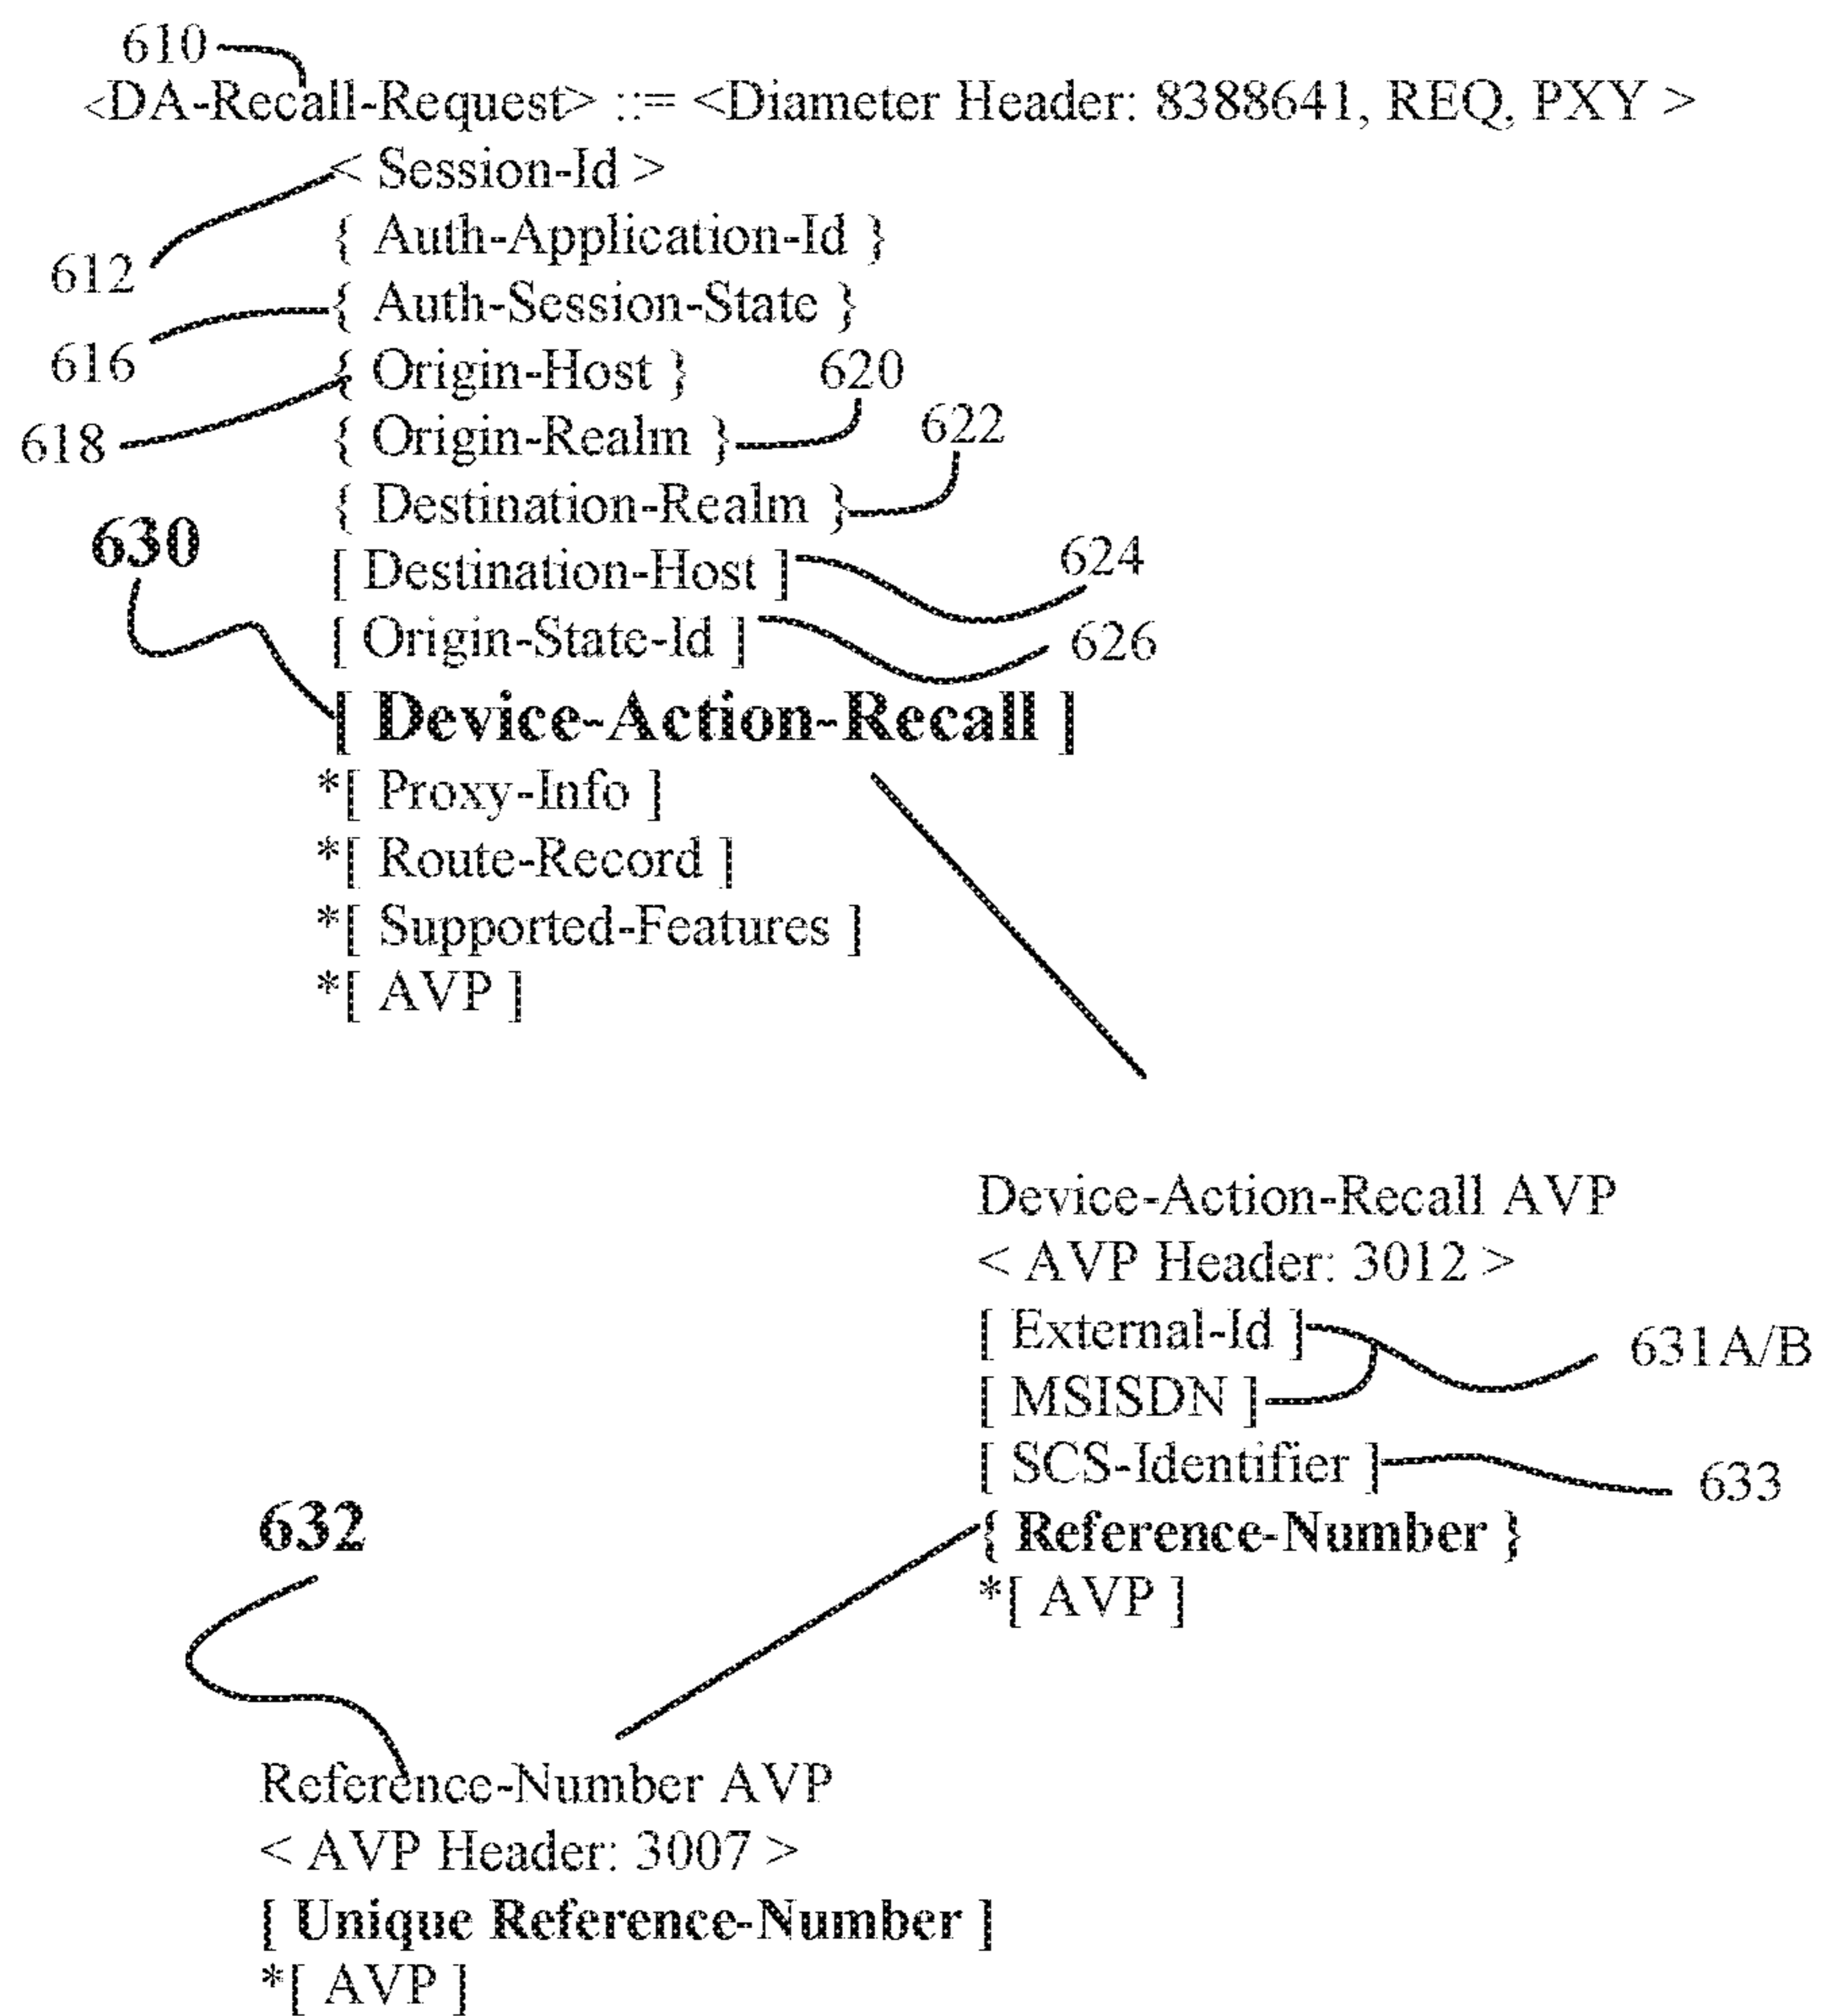 610
<DA-Recall-Request> ::= <Diameter Header: 8388641, REQ, PXY >
< Session-Id >
{ Auth-Application-Id }
612
{ Auth-Session-State }
616
{ Origin-Host } 620
618 { Origin-Realm } 622
{ Destination-Realm }
630
[ Destination-Host ] 624
[ Origin-State-Id ] 626
[ Device-Action-Recall ]
*[ Proxy-Info ]
*[ Route-Record ]
*[ Supported-Features ]
*[ AVP ]
Device-Action-Recall AVP
< AVP Header: 3012 >
[ External-Id ] 631A/B
[ MSISDN ]
[ SCS-Identifier ] 633
{ Reference-Number }
*[ AVP ]
632
Reference-Number AVP
< AVP Header: 3007 >
[ Unique Reference-Number ]
*[ AVP ]